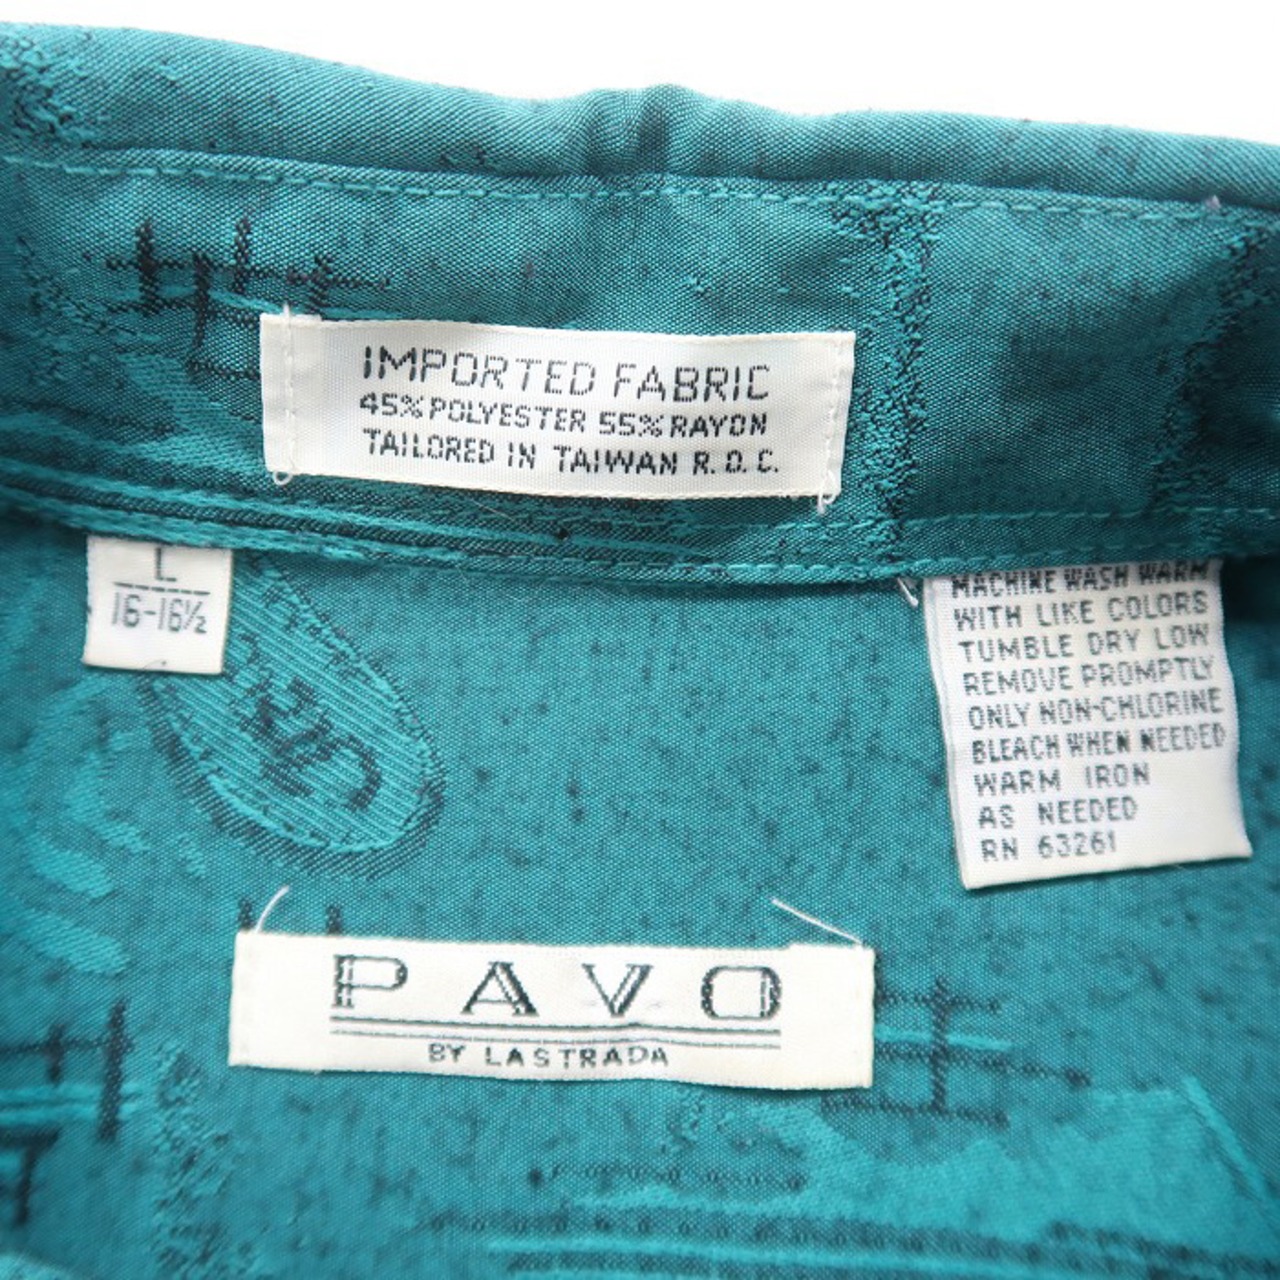 IMPORTED FABRIC
45% POLYESTER 55% RAYON
TAILORED IN TAIWAN R.O.C.
L
16-16½
MACHINE WASH WARM
WITH LIKE COLORS
TUMBLE DRY LOW
REMOVE PROMPTLY
ONLY NON-CHLORINE
BLEACH WHEN NEEDED
WARM IRON
AS NEEDED
RN 63261
PAVO
BY LASTRADA